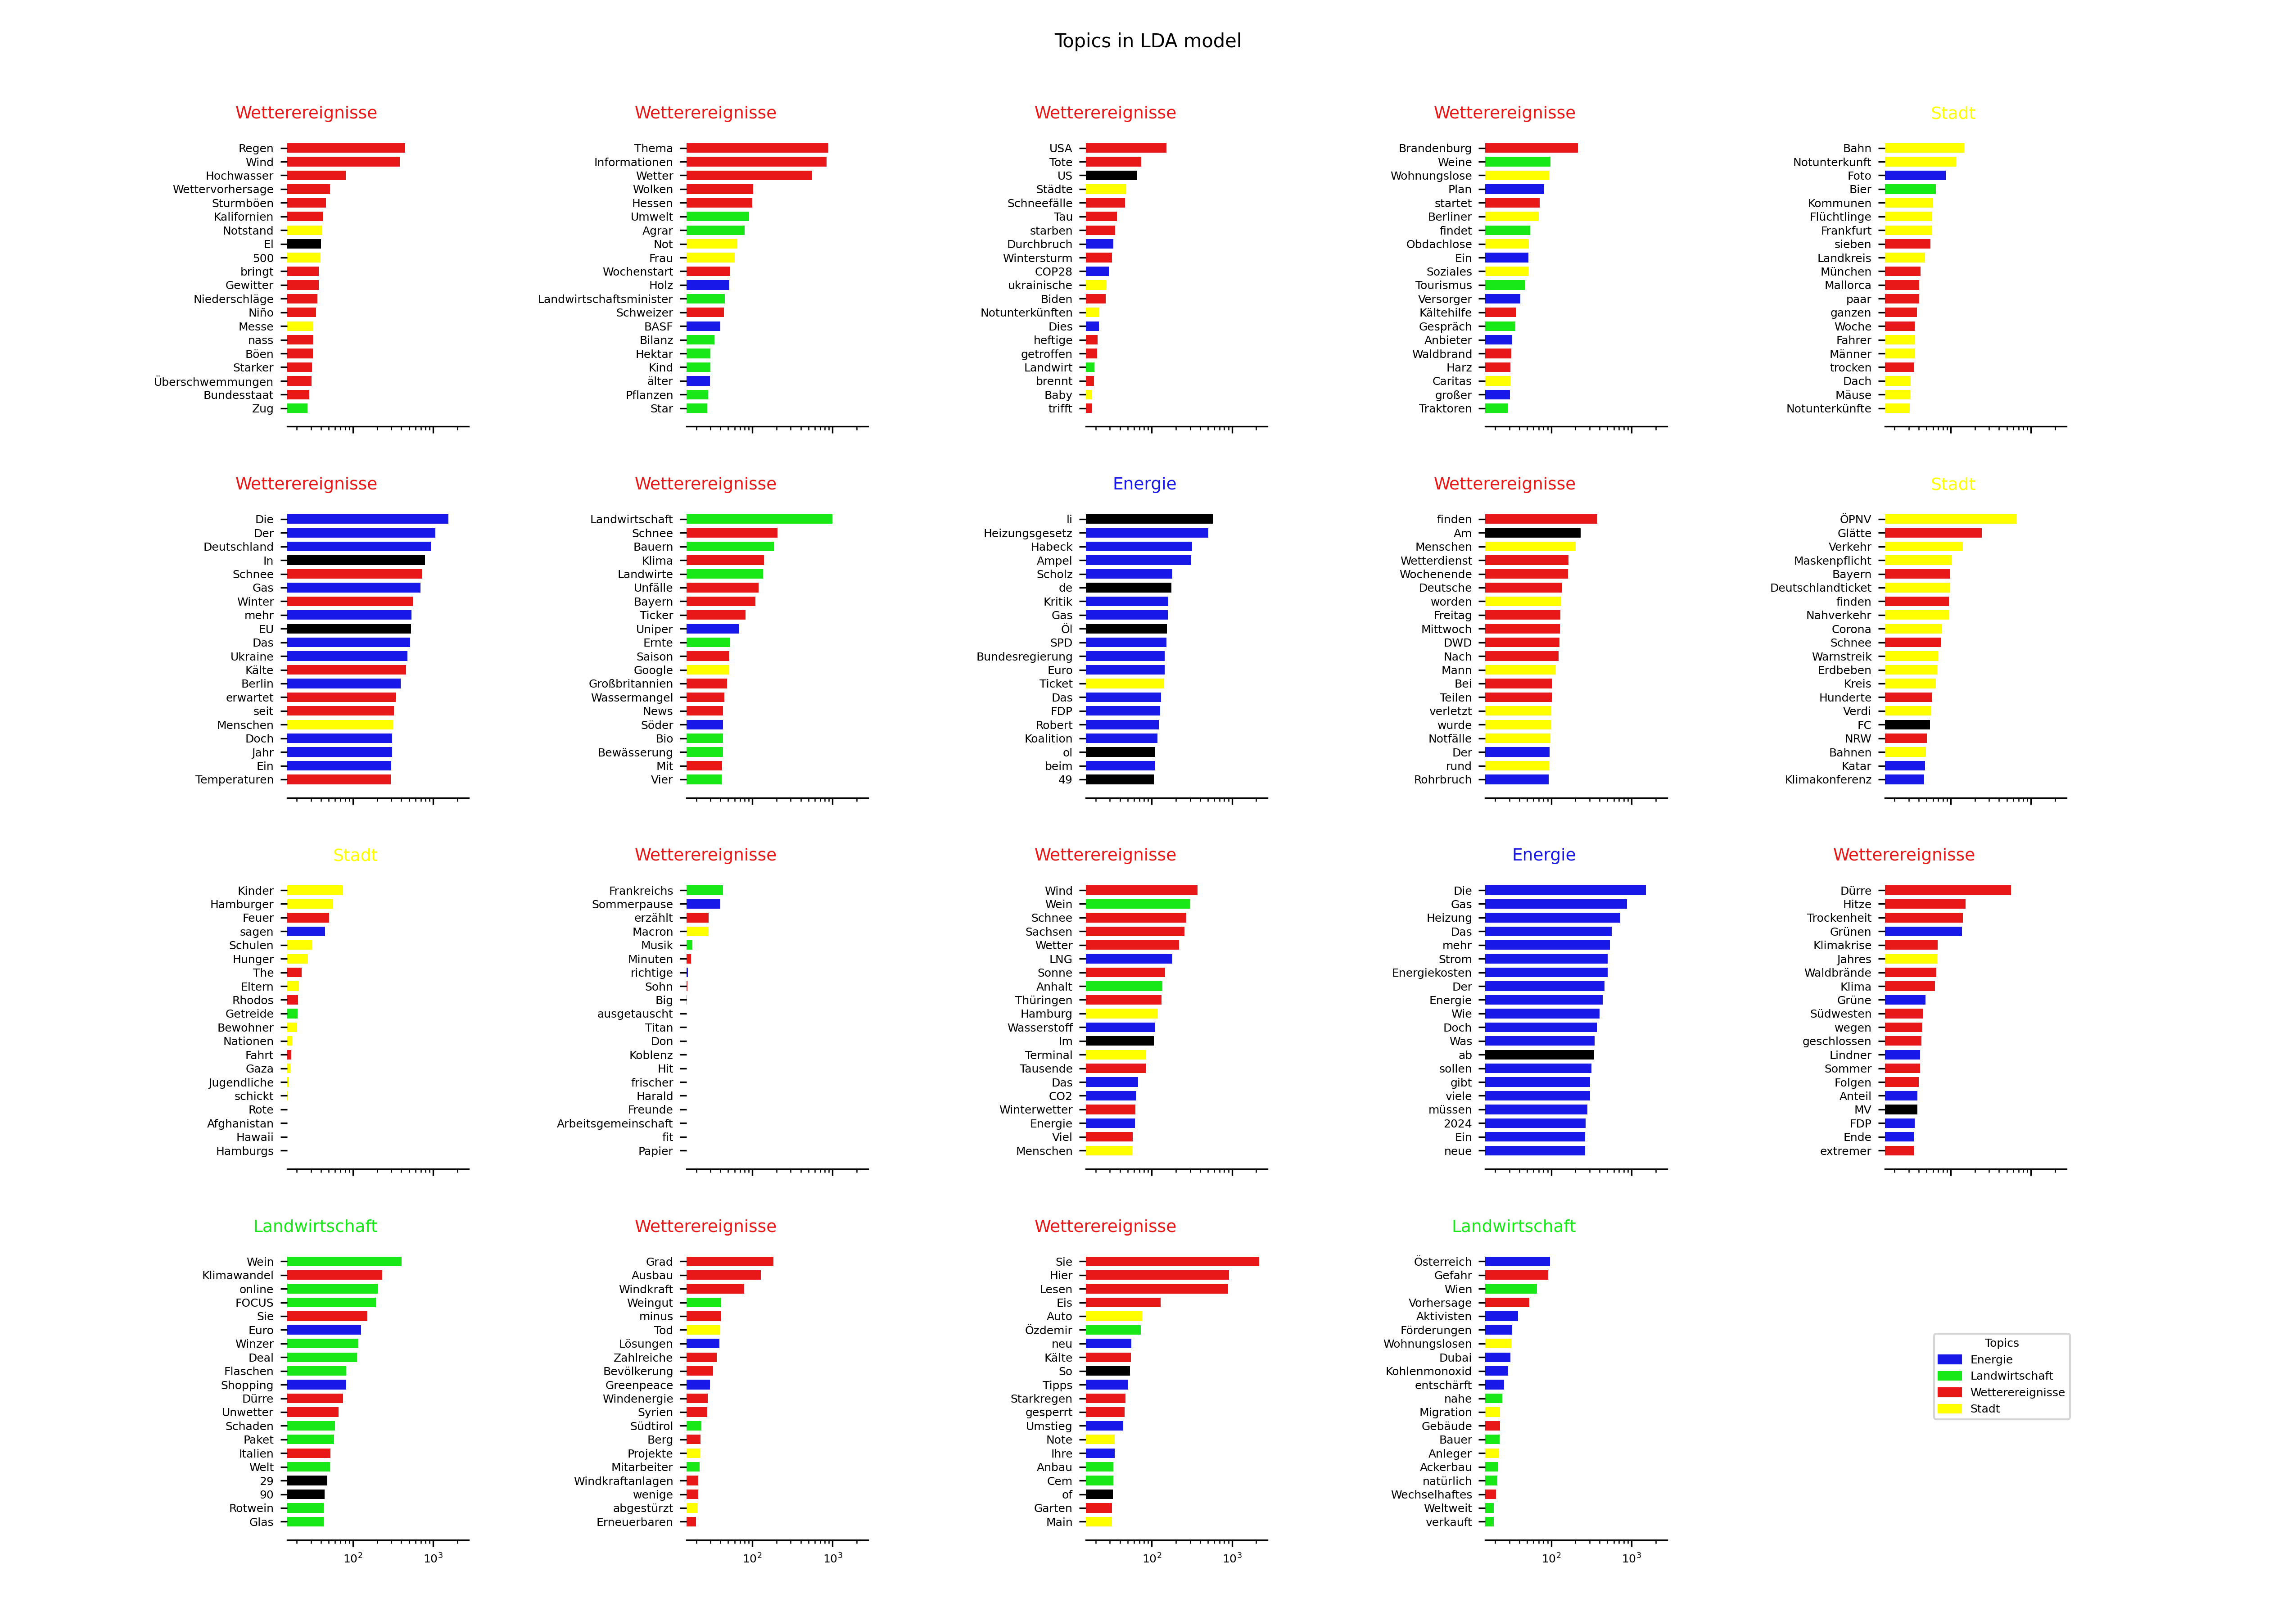 Topics in LDA model
Wetterereignisse
Regen
Wind
Hochwasser
Wettervorhersage
Sturmböen
Kalifornien
Notstand
El
500
bringt
Gewitter
Niederschläge
Niño
Messe
nass
Böen
Starker
Überschwemmungen
Bundesstaat
Zug
Wetterereignisse
Thema
Informationen
Wetter
Wolken
Hessen
Umwelt
Agrar
Not
Frau
Wochenstart
Holz
Landwirtschaftsminister
Schweizer
BASF
Bilanz
Hektar
Kind
älter
Pflanzen
Star
Wetterereignisse
USA
Tote
US
Städte
Schneefälle
Tau
starben
Durchbruch
Wintersturm
COP28
ukrainische
Biden
Notunterkünften
Dies
heftige
getroffen
Landwirt
brennt
Baby
trifft
Wetterereignisse
Brandenburg
Weine
Wohnungslose
Plan
startet
Berliner
findet
Obdachlose
Ein
Soziales
Tourismus
Versorger
Kältehilfe
Gespräch
Anbieter
Waldbrand
Harz
Caritas
großer
Traktoren
Stadt
Bahn
Notunterkunft
Foto
Bier
Kommunen
Flüchtlinge
Frankfurt
sieben
Landkreis
München
Mallorca
paar
ganzen
Woche
Fahrer
Männer
trocken
Dach
Mäuse
Notunterkünfte
Wetterereignisse
Die
Der
Deutschland
In
Schnee
Gas
Winter
mehr
EU
Das
Ukraine
Kälte
Berlin
erwartet
seit
Menschen
Doch
Jahr
Ein
Temperaturen
Wetterereignisse
Landwirtschaft
Schnee
Bauern
Klima
Landwirte
Unfälle
Bayern
Ticker
Uniper
Ernte
Saison
Google
Großbritannien
Wassermangel
News
Söder
Bio
Bewässerung
Mit
Vier
Energie
li
Heizungsgesetz
Habeck
Ampel
Scholz
de
Kritik
Gas
Öl
SPD
Bundesregierung
Euro
Ticket
Das
FDP
Robert
Koalition
ol
beim
49
Wetterereignisse
finden
Am
Menschen
Wetterdienst
Wochenende
Deutsche
worden
Freitag
Mittwoch
DWD
Nach
Mann
Bei
Teilen
verletzt
wurde
Notfälle
Der
rund
Rohrbruch
Stadt
ÖPNV
Glätte
Verkehr
Maskenpflicht
Bayern
Deutschlandticket
finden
Nahverkehr
Corona
Schnee
Warnstreik
Erdbeben
Kreis
Hunderte
Verdi
FC
NRW
Bahnen
Katar
Klimakonferenz
Stadt
Kinder
Hamburger
Feuer
sagen
Schulen
Hunger
The
Eltern
Rhodos
Getreide
Bewohner
Nationen
Fahrt
Gaza
Jugendliche
schickt
Rote
Afghanistan
Hawaii
Hamburgs
Wetterereignisse
Frankreichs
Sommerpause
erzählt
Macron
Musik
Minuten
richtige
Sohn
Big
ausgetauscht
Titan
Don
Koblenz
Hit
frischer
Harald
Freunde
Arbeitsgemeinschaft
fit
Papier
Wetterereignisse
Wind
Wein
Schnee
Sachsen
Wetter
LNG
Sonne
Anhalt
Thüringen
Hamburg
Wasserstoff
Im
Terminal
Tausende
Das
CO2
Winterwetter
Energie
Viel
Menschen
Energie
Die
Gas
Heizung
Das
mehr
Strom
Energiekosten
Der
Energie
Wie
Doch
Was
ab
sollen
gibt
viele
müssen
2024
Ein
neue
Wetterereignisse
Dürre
Hitze
Trockenheit
Grünen
Klimakrise
Jahres
Waldbrände
Klima
Grüne
Südwesten
wegen
geschlossen
Lindner
Sommer
Folgen
Anteil
MV
FDP
Ende
extremer
Landwirtschaft
Wein
Klimawandel
online
FOCUS
Sie
Euro
Winzer
Deal
Flaschen
Shopping
Dürre
Unwetter
Schaden
Paket
Italien
Welt
29
90
Rotwein
Glas
10² 10³
Wetterereignisse
Grad
Ausbau
Windkraft
Weingut
minus
Tod
Lösungen
Zahlreiche
Bevölkerung
Greenpeace
Windenergie
Syrien
Südtirol
Berg
Projekte
Mitarbeiter
Windkraftanlagen
wenige
abgestürzt
Erneuerbaren
10² 10³
Wetterereignisse
Sie
Hier
Lesen
Eis
Auto
Özdemir
neu
Kälte
So
Tipps
Starkregen
gesperrt
Umstieg
Note
Ihre
Anbau
Cem
of
Garten
Main
10² 10³
Landwirtschaft
Österreich
Gefahr
Wien
Vorhersage
Aktivisten
Förderungen
Wohnungslosen
Dubai
Kohlenmonoxid
entschärft
nahe
Migration
Gebäude
Bauer
Anleger
Ackerbau
natürlich
Wechselhaftes
Weltweit
verkauft
10² 10³
Topics
Energie
Landwirtschaft
Wetterereignisse
Stadt